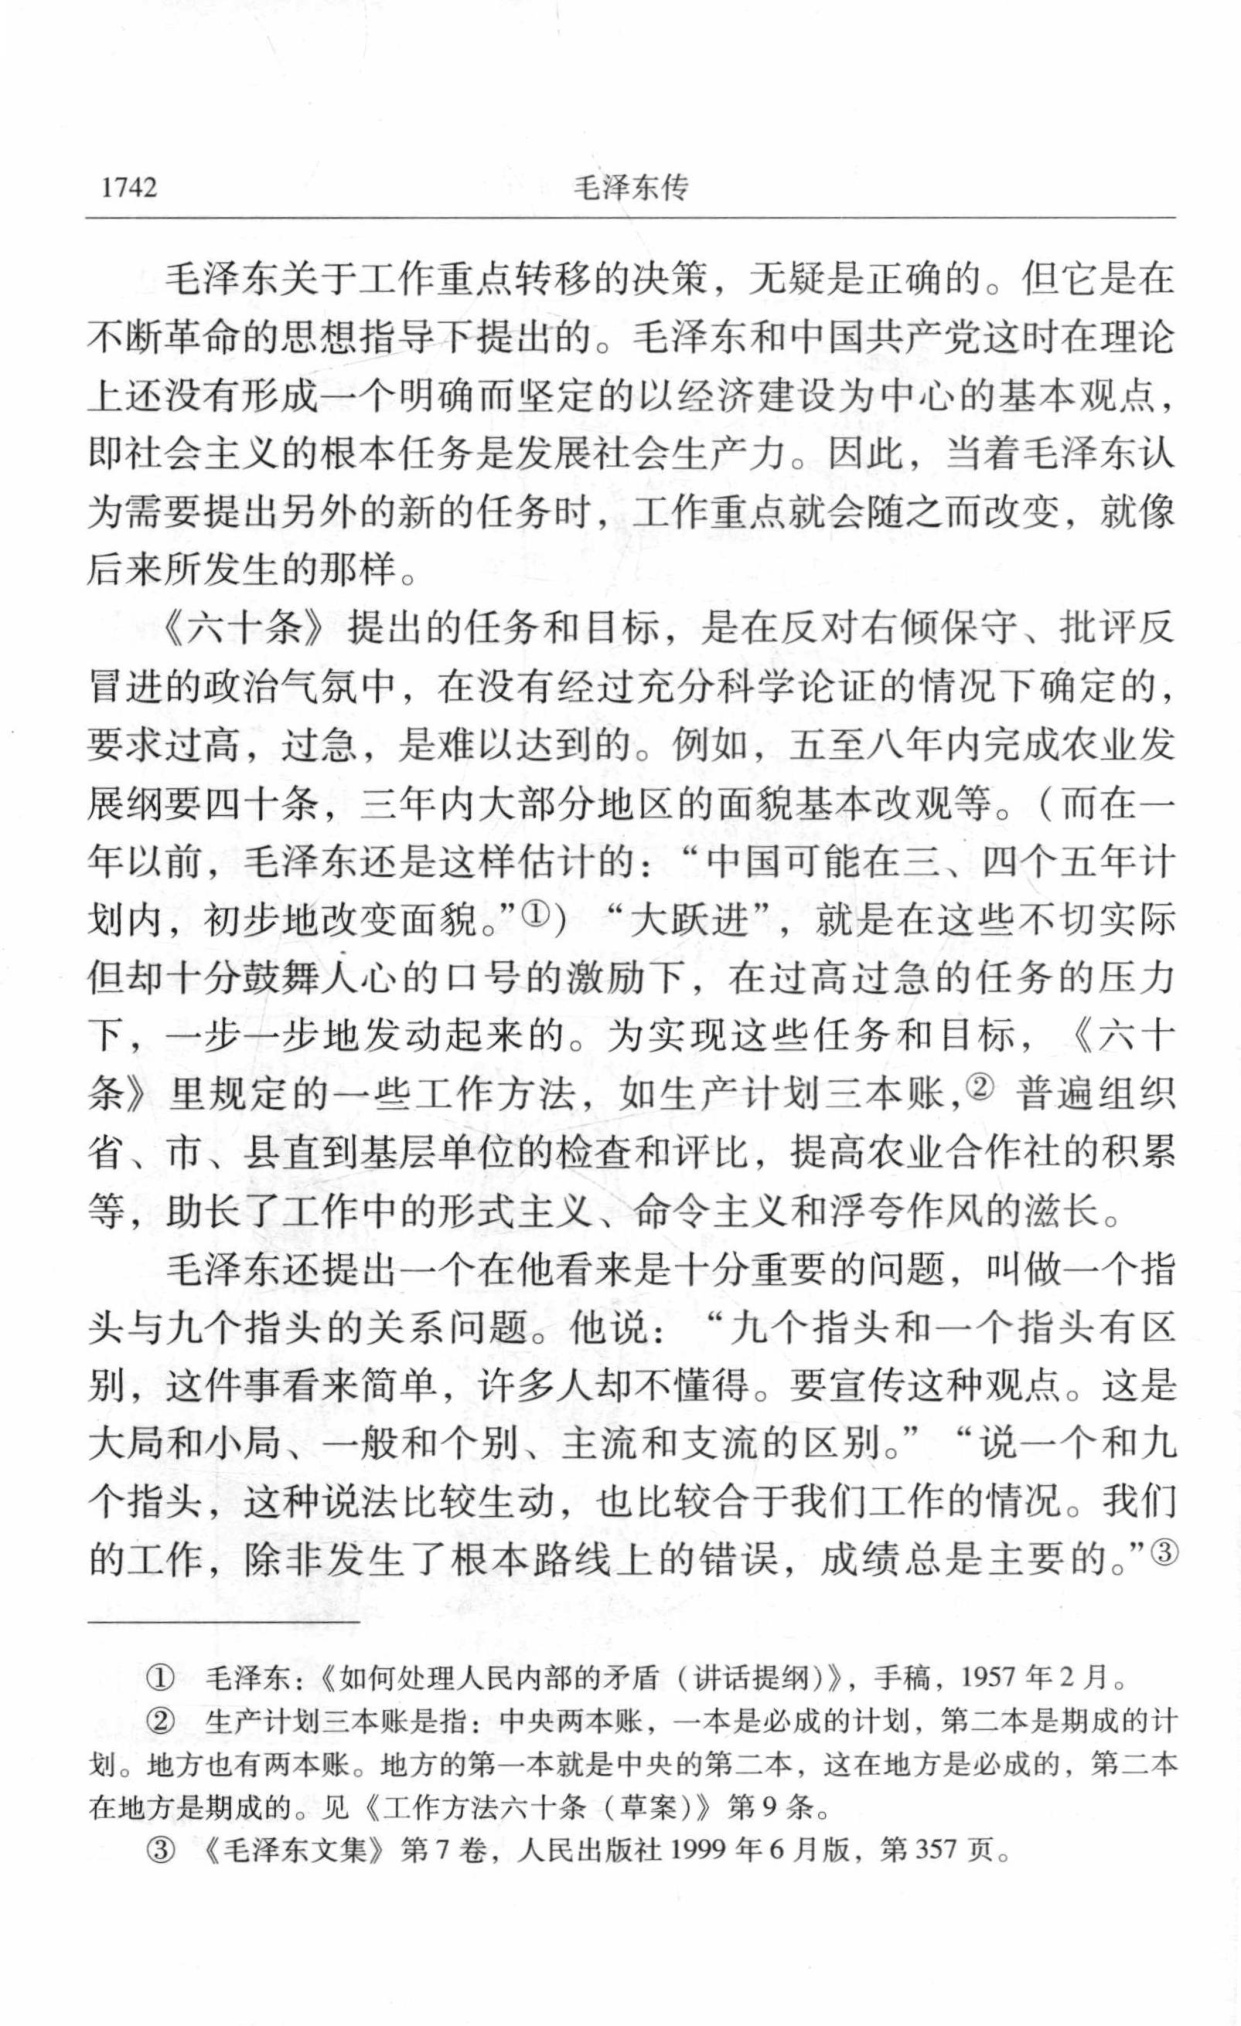 1742
毛泽东传
毛泽东关于工作重点转移的决策，无疑是正确的。但它是在
不断革命的思想指导下提出的。毛泽东和中国共产党这时在理论
上还没有形成一个明确而坚定的以经济建设为中心的基本观点，
即社会主义的根本任务是发展社会生产力。因此，当着毛泽东认
为需要提出另外的新的任务时，工作重点就会随之而改变，就像
后来所发生的那样。
《六十条》提出的任务和目标，是在反对右倾保守、批评反
冒进的政治气氛中，在没有经过充分科学论证的情况下确定的，
要求过高，过急，是难以达到的。例如，五至八年内完成农业发
展纲要四十条，三年内大部分地区的面貌基本改观等。（而在一
年以前，毛泽东还是这样估计的：“中国可能在三、四个五年计
划内，初步地改变面貌。”①）“大跃进”，就是在这些不切实际
但却十分鼓舞人心的口号的激励下，在过高过急的任务的压力
下，一步一步地发动起来的。为实现这些任务和目标，《六十
条》里规定的一些工作方法，如生产计划三本账，② 普遍组织
省、市、县直到基层单位的检查和评比，提高农业合作社的积累
等，助长了工作中的形式主义、命令主义和浮夸作风的滋长。
毛泽东还提出一个在他看来是十分重要的问题，叫做一个指
头与九个指头的关系问题。他说：“九个指头和一个指头有区
别，这件事看来简单，许多人却不懂得。要宣传这种观点。这是
大局和小局、一般和个别、主流和支流的区别。”“说一个和九
个指头，这种说法比较生动，也比较合于我们工作的情况。我们
的工作，除非发生了根本路线上的错误，成绩总是主要的。”③
① 毛泽东：《如何处理人民内部的矛盾（讲话提纲）》，手稿，1957 年 2 月。
② 生产计划三本账是指：中央两本账，一本是必成的计划，第二本是期成的计
划。地方也有两本账。地方的第一本就是中央的第二本，这在地方是必成的，第二本
在地方是期成的。见《工作方法六十条（草案）》第 9 条。
③ 《毛泽东文集》第 7 卷，人民出版社 1999 年 6 月版，第 357 页。